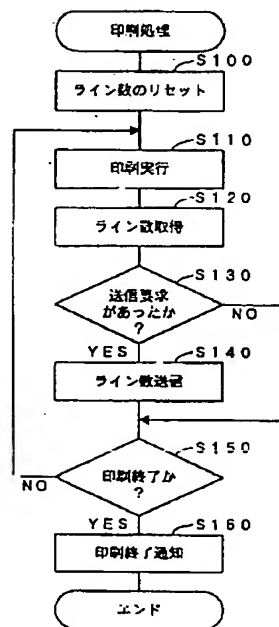 印刷処理
S100
ライン数のリセット
S110
印刷実行
S120
ライン数取得
S130
送信要求
があったか
?
NO
YES
S140
ライン数送信
S150
印刷終了か
?
NO
YES
S160
印刷終了通知
エンド